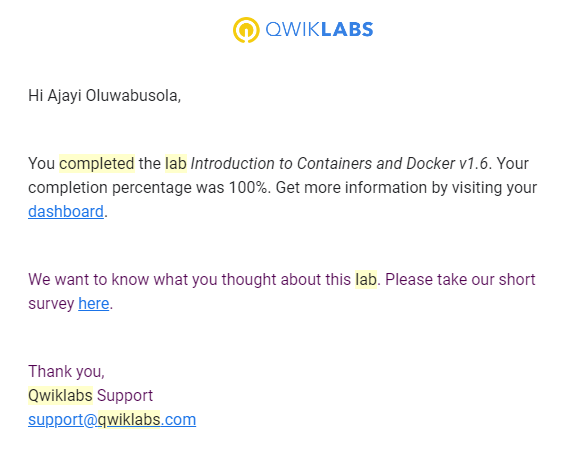 QWIKLABS
Hi Ajayi Oluwabusola,
You completed the lab Introduction to Containers and Docker v1.6. Your
completion percentage was 100%. Get more information by visiting your
dashboard.
We want to know what you thought about this lab. Please take our short
survey here.
Thank you,
Qwiklabs Support
support@qwiklabs.com